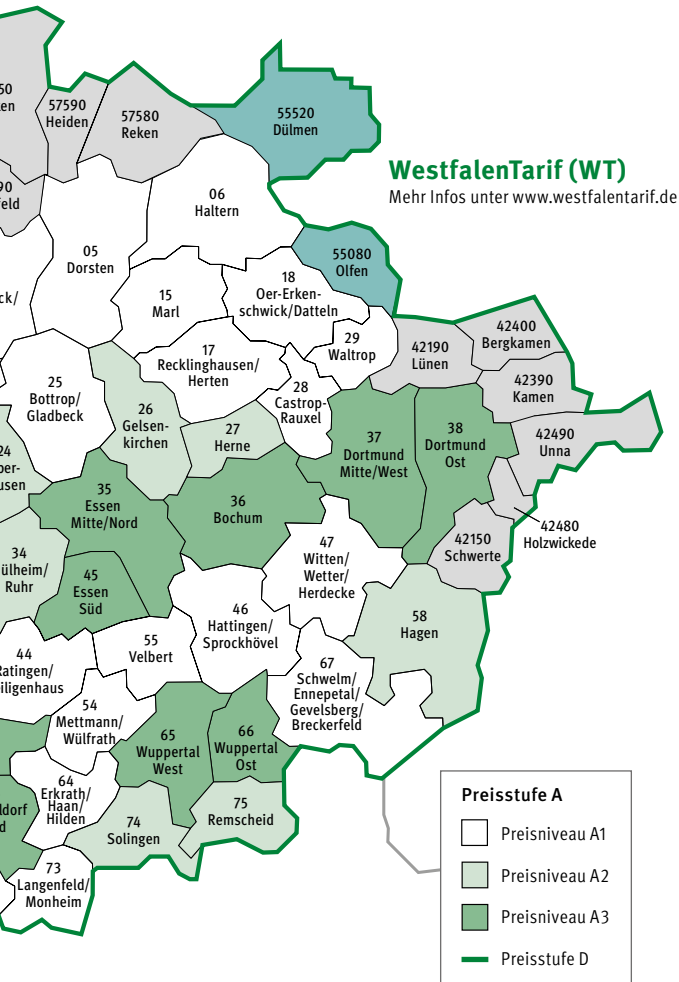 57590
Heiden
57580
Reken
55520
Dülmen
WestfalenTarif (WT)
Mehr Infos unter www.westfalentarif.de
06
Haltern
05
Dorsten
55080
Olfen
15
Marl
18
Oer-Erken-
schwick/Datteln
29
Waltrop
17
Recklinghausen/
Herten
28
Castrop-
Rauxel
42190
Lünen
42400
Bergkamen
42390
Kamen
42490
Unna
25
Bottrop/
Gladbeck
26
Gelsen-
kirchen
27
Herne
37
Dortmund
Mitte/West
38
Dortmund
Ost
35
Essen
Mitte/Nord
36
Bochum
42480
Holzwickede
42150
Schwerte
34
ülheim/
Ruhr
45
Essen
Süd
47
Witten/
Wetter/
Herdecke
46
Hattingen/
Sprockhövel
58
Hagen
44
Ratingen/
eiligenhaus
55
Velbert
67
Schwelm/
Ennepetal/
Gevelsberg/
Breckerfeld
54
Mettmann/
Wülfrath
65
Wuppertal
West
66
Wuppertal
Ost
64
Erkrath/
Haan/
Hilden
74
Solingen
75
Remscheid
73
Langenfeld/
Monheim
Preisstufe A
Preisniveau A1
Preisniveau A2
Preisniveau A3
Preisstufe D